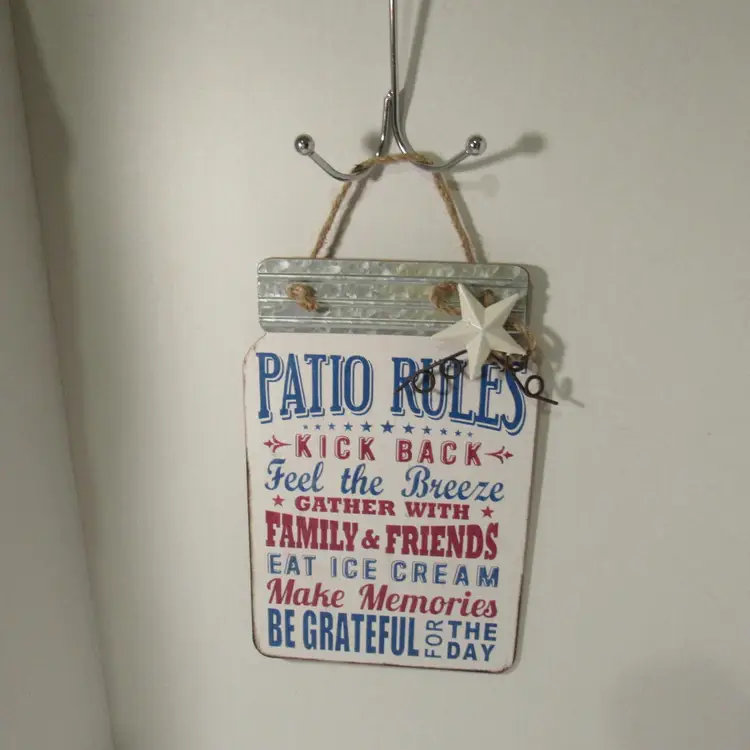 PATIO RULES
KICK BACK
Feel the Breeze
GATHER WITH
FAMILY & FRIENDS
EAT ICE CREAM
Make Memories
BE GRATEFUL FOR THE DAY